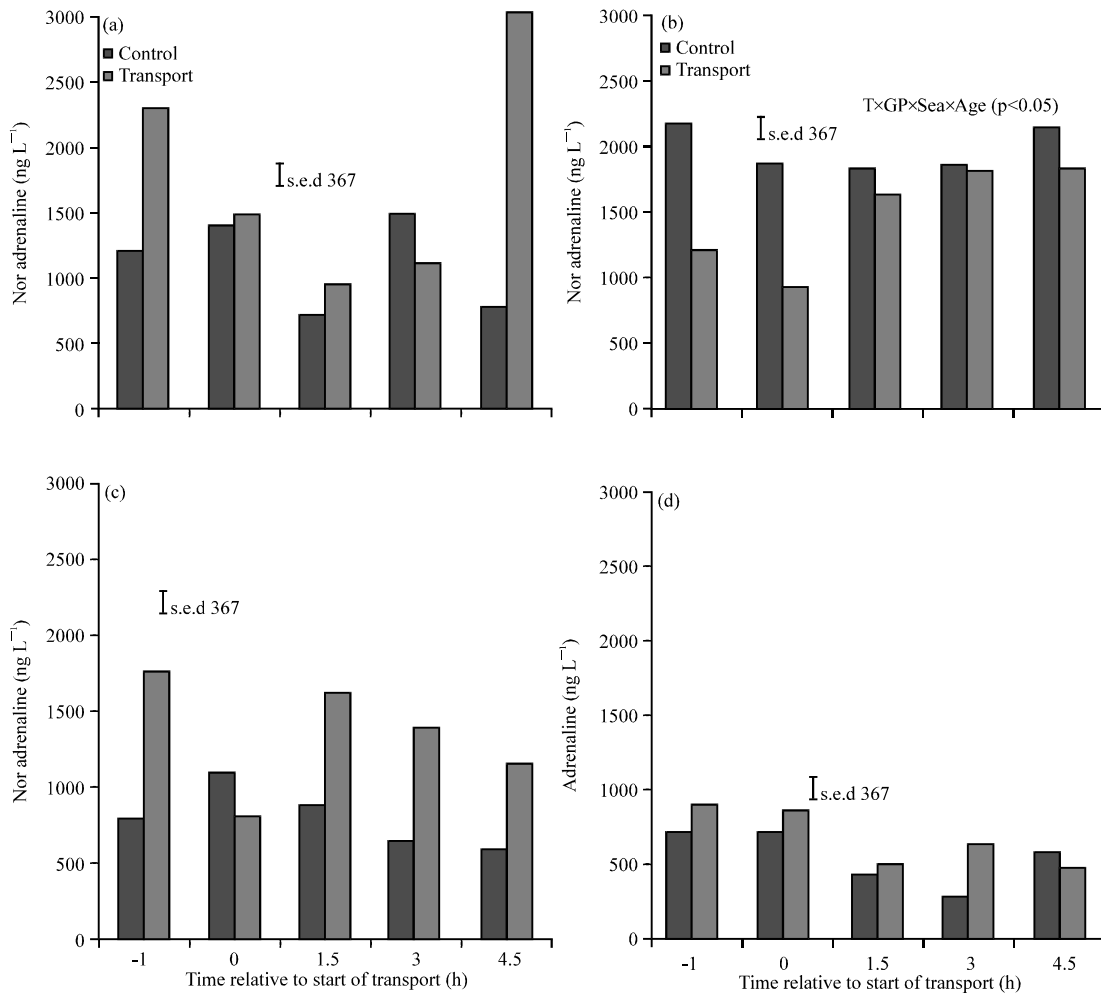 (a)
Control
Transport
s.e.d 367
3000
2500
2000
1500
1000
500
0
Nor adrenaline (ng L⁻¹)
(b)
Control
Transport
T×GP×Sea×Age (p<0.05)
s.e.d 367
3000
2500
2000
1500
1000
500
0
Nor adrenaline (ng L⁻¹)
(c)
s.e.d 367
3000
2500
2000
1500
1000
500
0
Nor adrenaline (ng L⁻¹)
-1 0 1.5 3 4.5
Time relative to start of transport (h)
(d)
s.e.d 367
3000
2500
2000
1500
1000
500
0
Adrenaline (ng L⁻¹)
-1 0 1.5 3 4.5
Time relative to start of transport (h)